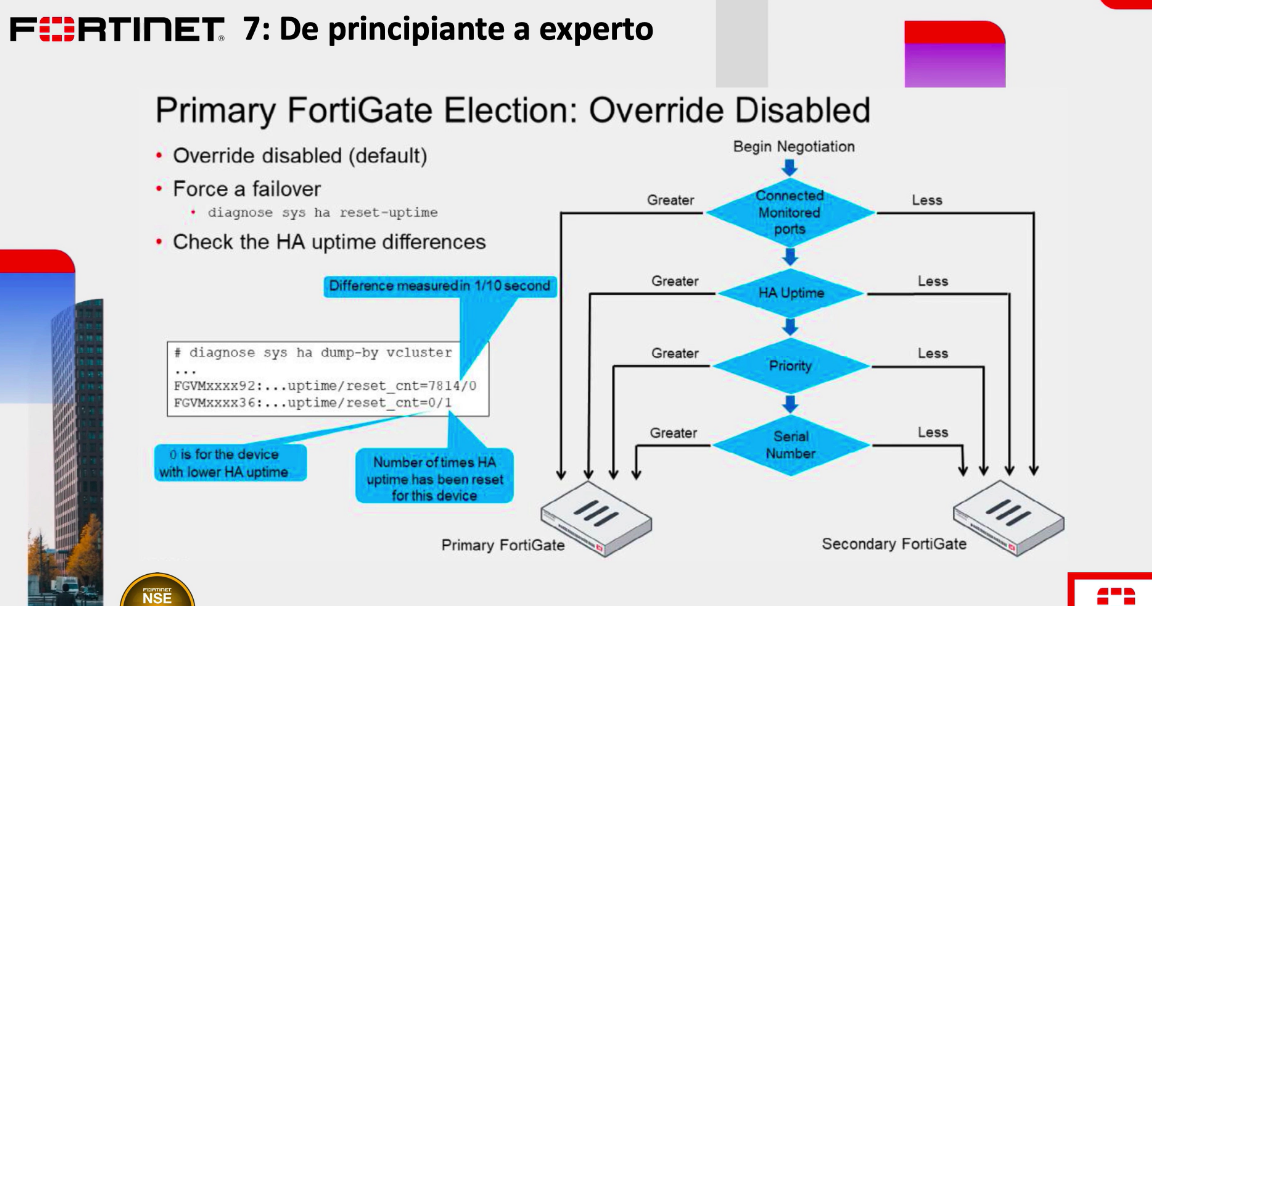 FORTINET® 7: De principiante a experto
Primary FortiGate Election: Override Disabled
• Override disabled (default)
• Force a failover
• diagnose sys ha reset-uptime
• Check the HA uptime differences
Difference measured in 1/10 second
# diagnose sys ha dump-by vcluster
...
FGVMxxxx92:...uptime/reset_cnt=7814/0
FGVMxxxx36:...uptime/reset_cnt=0/1
0 is for the device
with lower HA uptime
Number of times HA
uptime has been reset
for this device
Begin Negotiation
Greater
Connected
Monitored
ports
Less
Greater
HA Uptime
Less
Greater
Priority
Less
Greater
Serial
Number
Less
Primary FortiGate
Secondary FortiGate
FORTINET
NSE